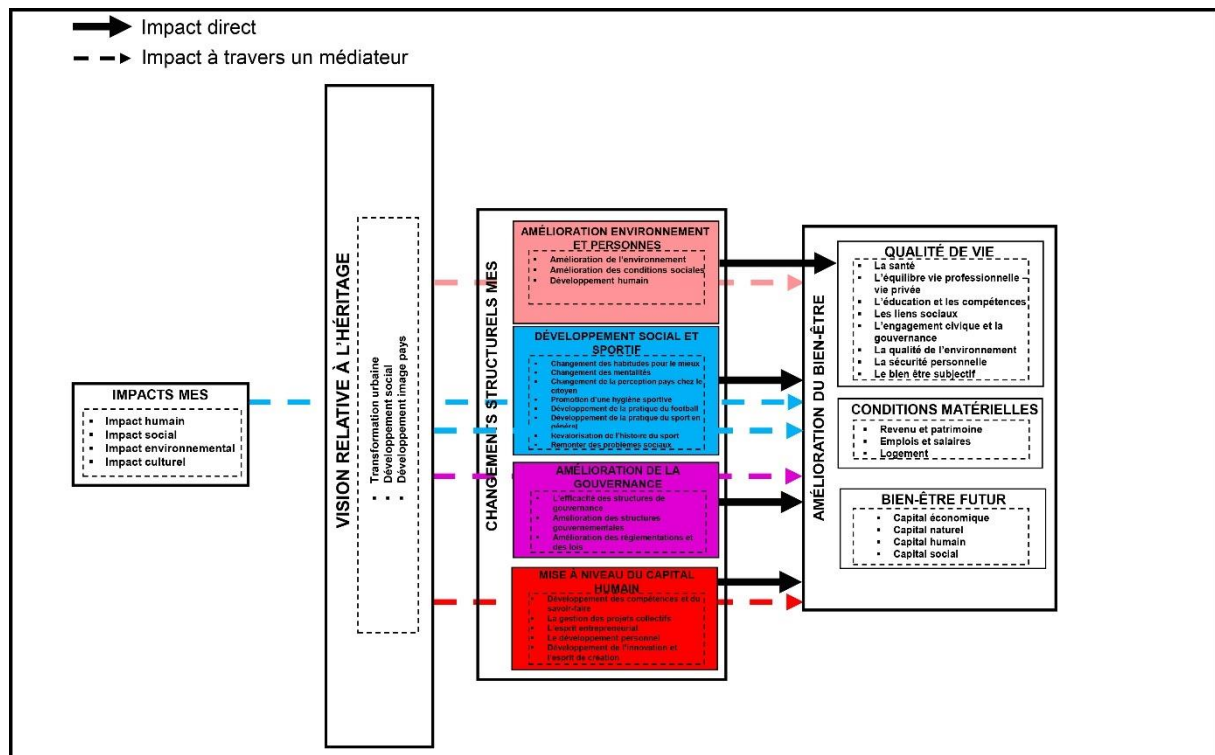 Impact direct
Impact à travers un médiateur
IMPACTS MES
▪ Impact humain
▪ Impact social
▪ Impact environnemental
▪ Impact culturel
VISION RELATIVE À L'HÉRITAGE
▪ Transformation urbaine
▪ Développement social
▪ Développement image pays
CHANGEMENTS STRUCTURELS MES
AMÉLIORATION ENVIRONNEMENT
ET PERSONNES
▪ Amélioration de l'environnement
▪ Amélioration des conditions sociales
▪ Développement humain
DÉVELOPPEMENT SOCIAL ET
SPORTIF
▪ Changement des habitudes pour le mieux
▪ Changement des mentalités
▪ Changement de la perception pays chez le
citoyen
▪ Promotion d'une hygiène sportive
▪ Développement de la pratique du football
▪ Développement de la pratique du sport en
général
▪ Revalorisation de l'histoire du sport
▪ Remonter des problèmes sociaux
AMÉLIORATION DE LA
GOUVERNANCE
▪ L'efficacité des structures de
gouvernance
▪ Amélioration des structures
gouvernementales
▪ Amélioration des règlementations et
des lois
MISE À NIVEAU DU CAPITAL
HUMAIN
▪ Développement des compétences et du
savoir-faire
▪ La gestion des projets collectifs
▪ L'esprit entrepreneurial
▪ Le développement personnel
▪ Développement de l'innovation et
l'esprit de création
AMÉLIORATION DU BIEN-ÊTRE
QUALITÉ DE VIE
▪ La santé
▪ L'équilibre vie professionnelle –
vie privée
▪ L'éducation et les compétences
▪ Les liens sociaux
▪ L'engagement civique et la
gouvernance
▪ La qualité de l'environnement
▪ La sécurité personnelle
▪ Le bien être subjectif
CONDITIONS MATÉRIELLES
▪ Revenu et patrimoine
▪ Emplois et salaires
▪ Logement
BIEN-ÊTRE FUTUR
▪ Capital économique
▪ Capital naturel
▪ Capital humain
▪ Capital social